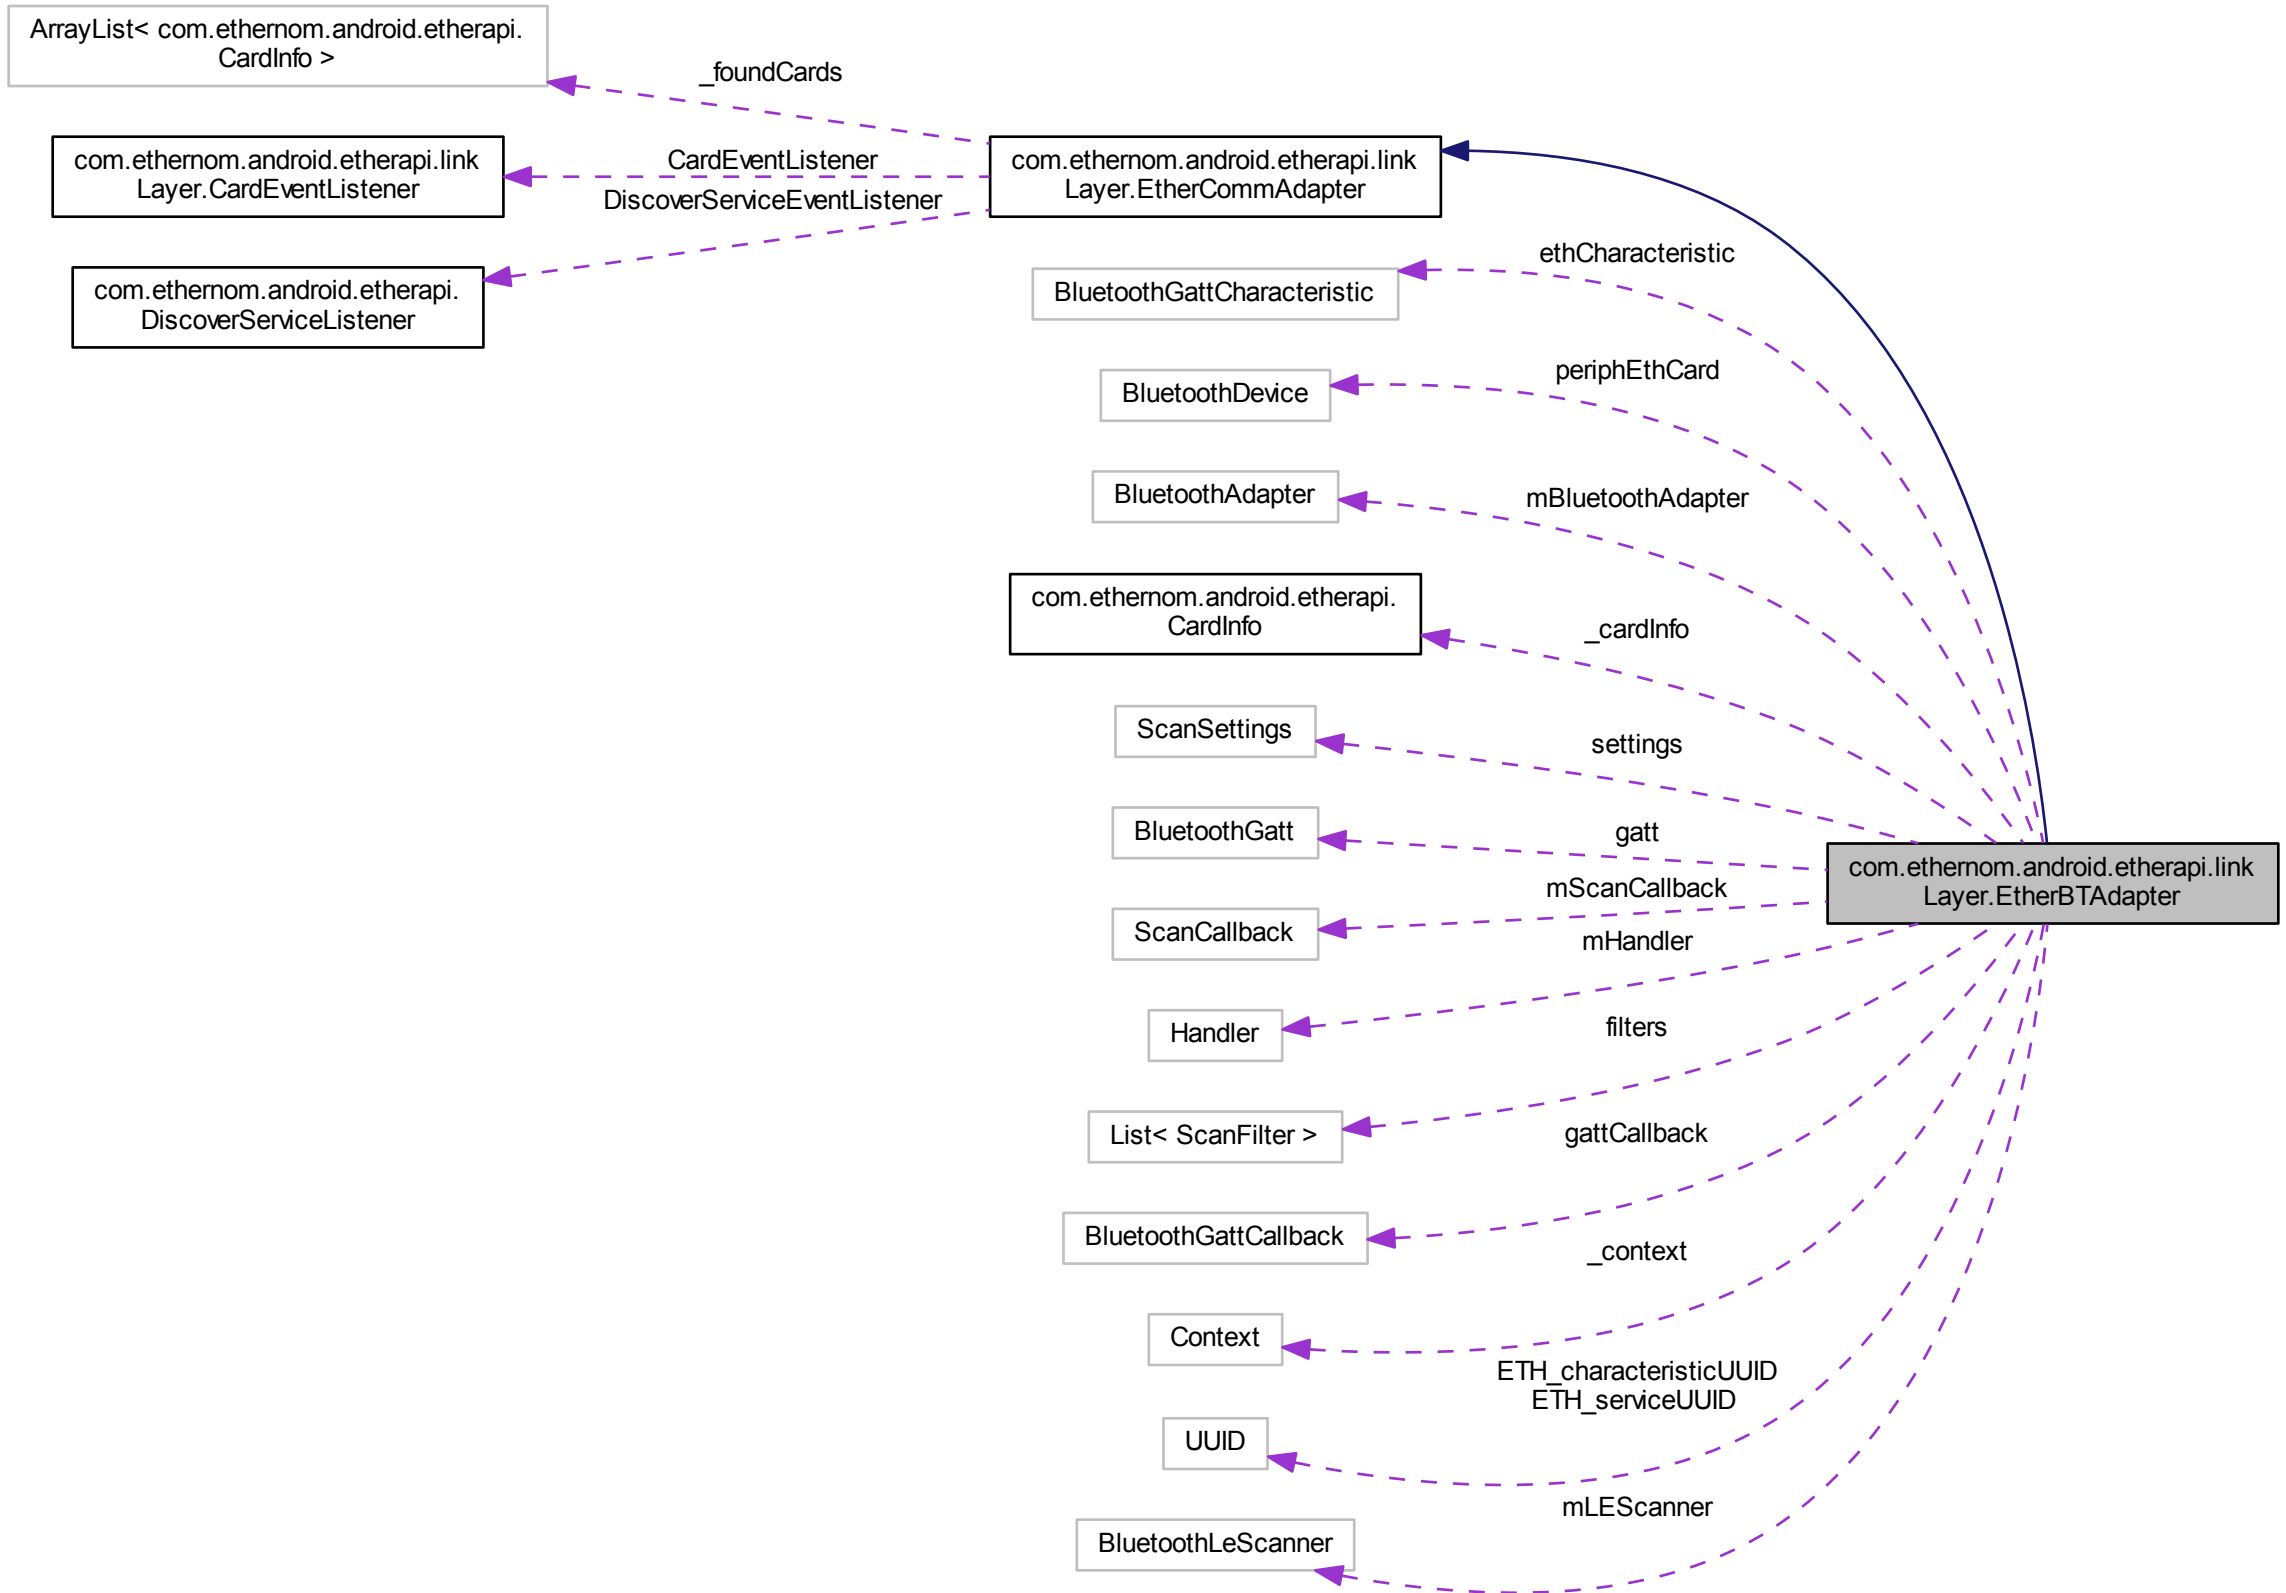 ArrayList< com.ethernom.android.etherapi.
CardInfo >
_foundCards
com.ethernom.android.etherapi.link
Layer.CardEventListener
CardEventListener
com.ethernom.android.etherapi.link
Layer.EtherCommAdapter
DiscoverServiceEventListener
com.ethernom.android.etherapi.
DiscoverServiceListener
ethCharacteristic
BluetoothGattCharacteristic
periphEthCard
BluetoothDevice
mBluetoothAdapter
BluetoothAdapter
com.ethernom.android.etherapi.
CardInfo
_cardInfo
ScanSettings
settings
BluetoothGatt
gatt
com.ethernom.android.etherapi.link
Layer.EtherBTAdapter
mScanCallback
ScanCallback
mHandler
Handler
filters
List< ScanFilter >
gattCallback
BluetoothGattCallback
_context
Context
ETH_characteristicUUID
ETH_serviceUUID
UUID
mLEScanner
BluetoothLeScanner